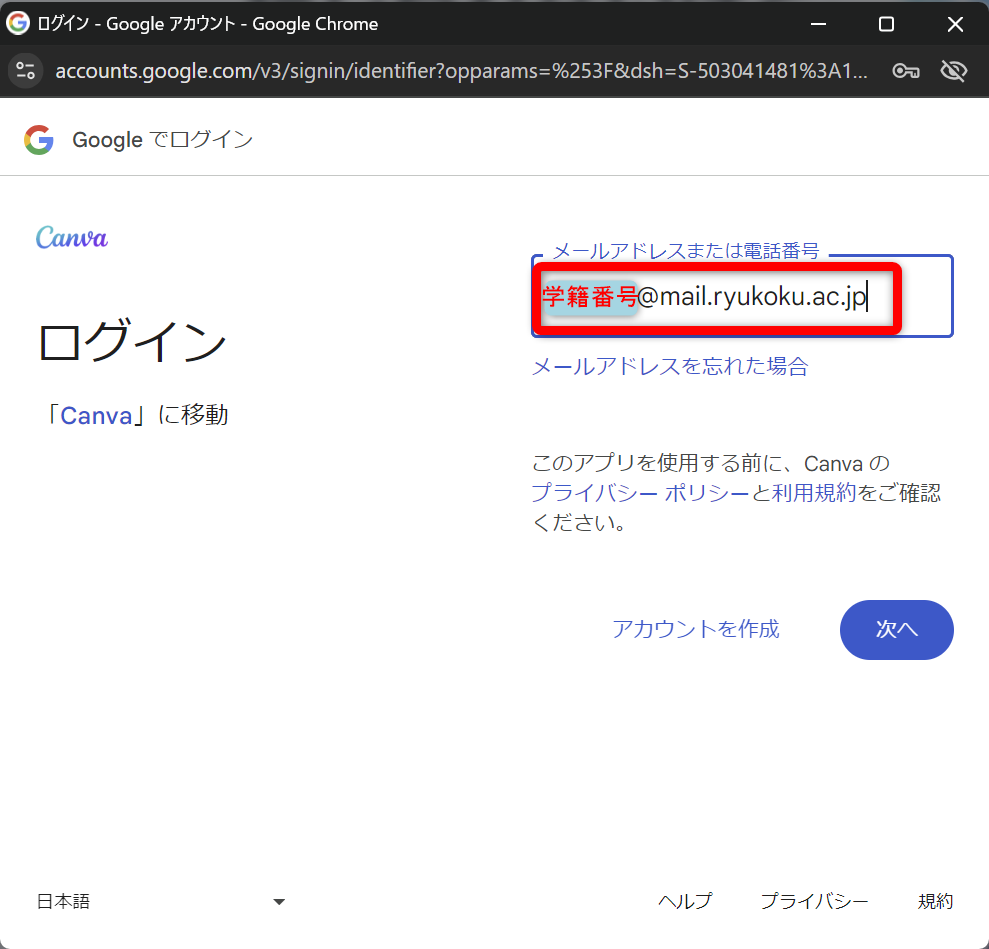 ログイン - Google アカウント - Google Chrome
accounts.google.com/v3/signin/identifier?opparams=%253F&dsh=S-503041481%3A1...
Google でログイン
Canva
ログイン
「Canva」に移動
メールアドレスまたは電話番号
学籍番号@mail.ryukoku.ac.jp
メールアドレスを忘れた場合
このアプリを使用する前に、Canva の
プライバシー ポリシーと利用規約をご確認
ください。
アカウントを作成
次へ
日本語
ヘルプ
プライバシー
規約